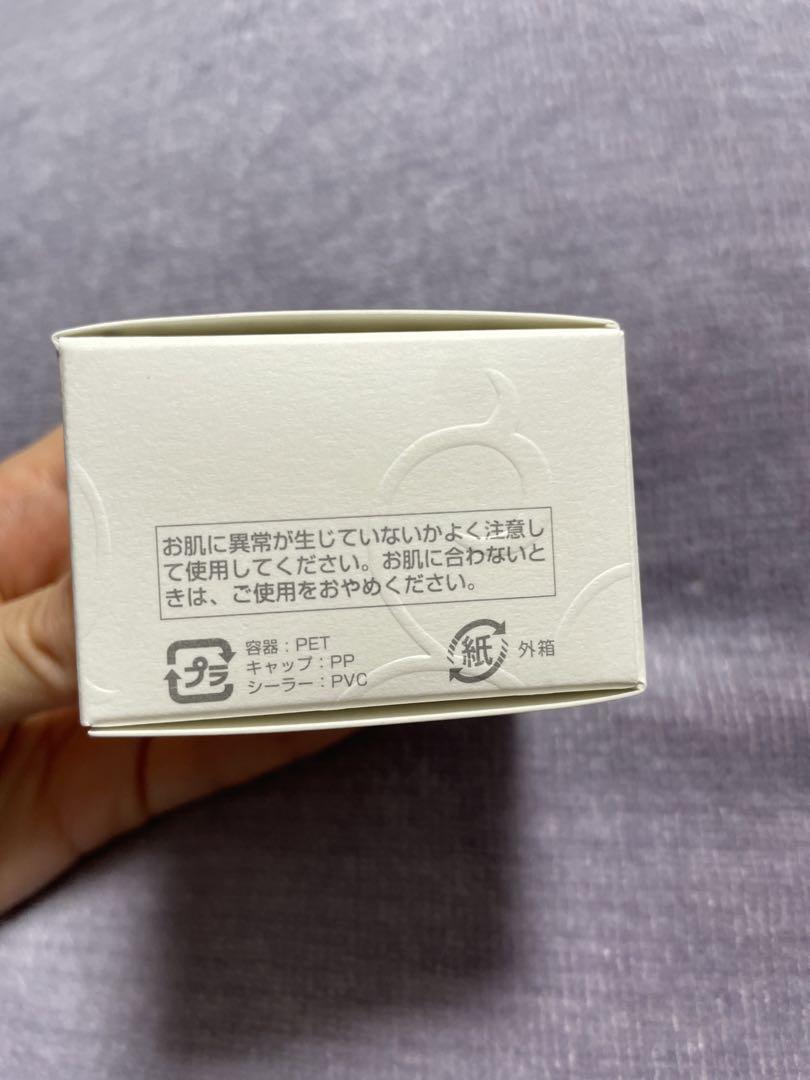 お肌に異常が生じていないかよく注意し
て使用してください。お肌に合わないと
きは、ご使用をおやめください。
プラ
容器：PET
キャップ：PP
シーラー：PVC
紙
外箱